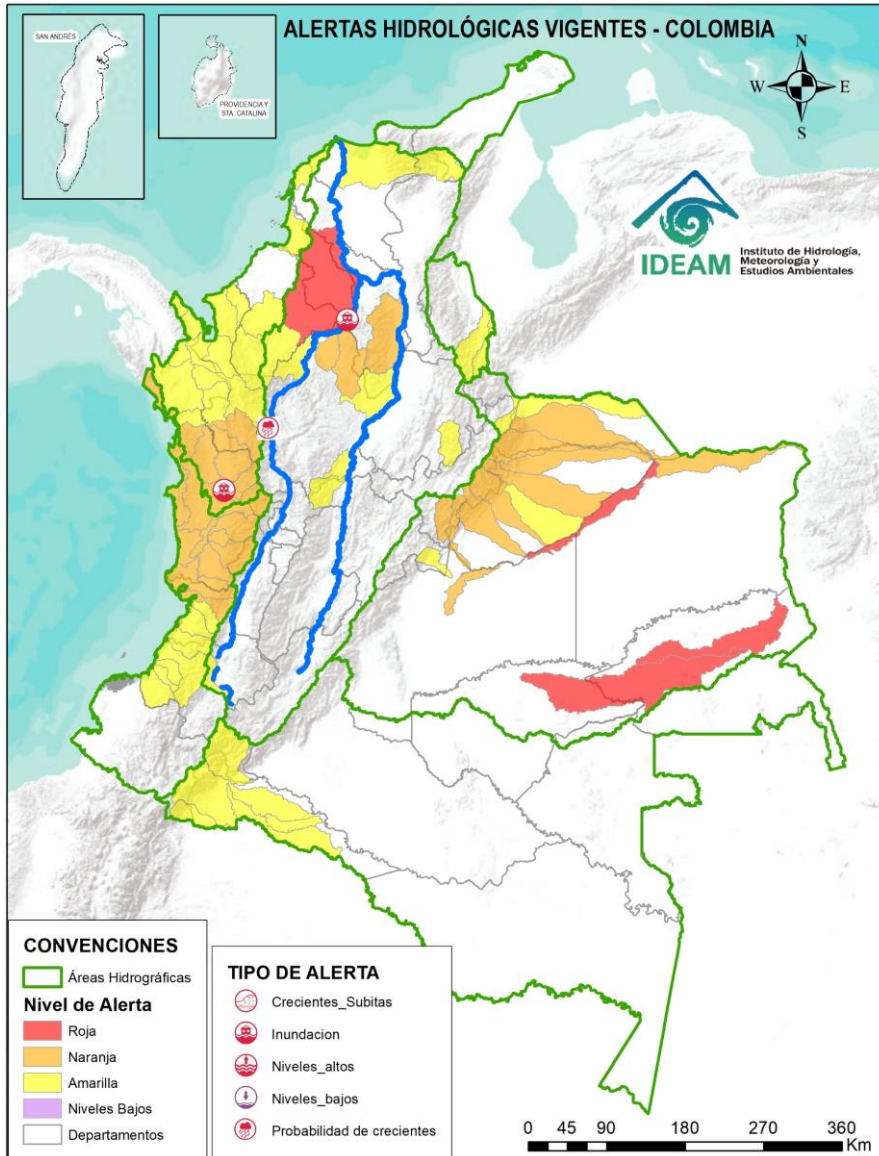 ALERTAS HIDROLÓGICAS VIGENTES - COLOMBIA
SAN ANDRÉS
PROVIDENCIA Y
STA. CATALINA
N
W
E
S
IDEAM
Instituto de Hidrología,
Meteorología y
Estudios Ambientales
CONVENCIONES
Áreas Hidrográficas
Nivel de Alerta
Roja
Naranja
Amarilla
Niveles Bajos
Departamentos
TIPO DE ALERTA
Crecientes_Subitas
Inundacion
Niveles_altos
Niveles_bajos
Probabilidad de crecientes
0 45 90 180 270 360
Km